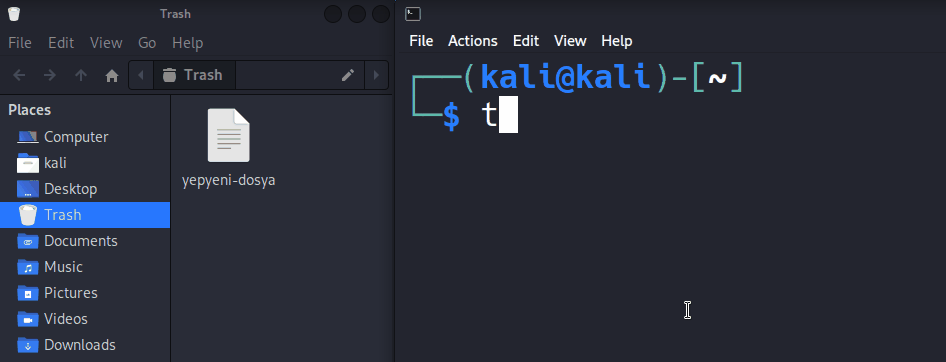 Trash
File Edit View Go Help
Trash
Places
Computer
kali
Desktop
Trash
Documents
Music
Pictures
Videos
Downloads
yepyeni-dosya
File Actions Edit View Help
┌──(kali@kali)-[~]
└─$ t